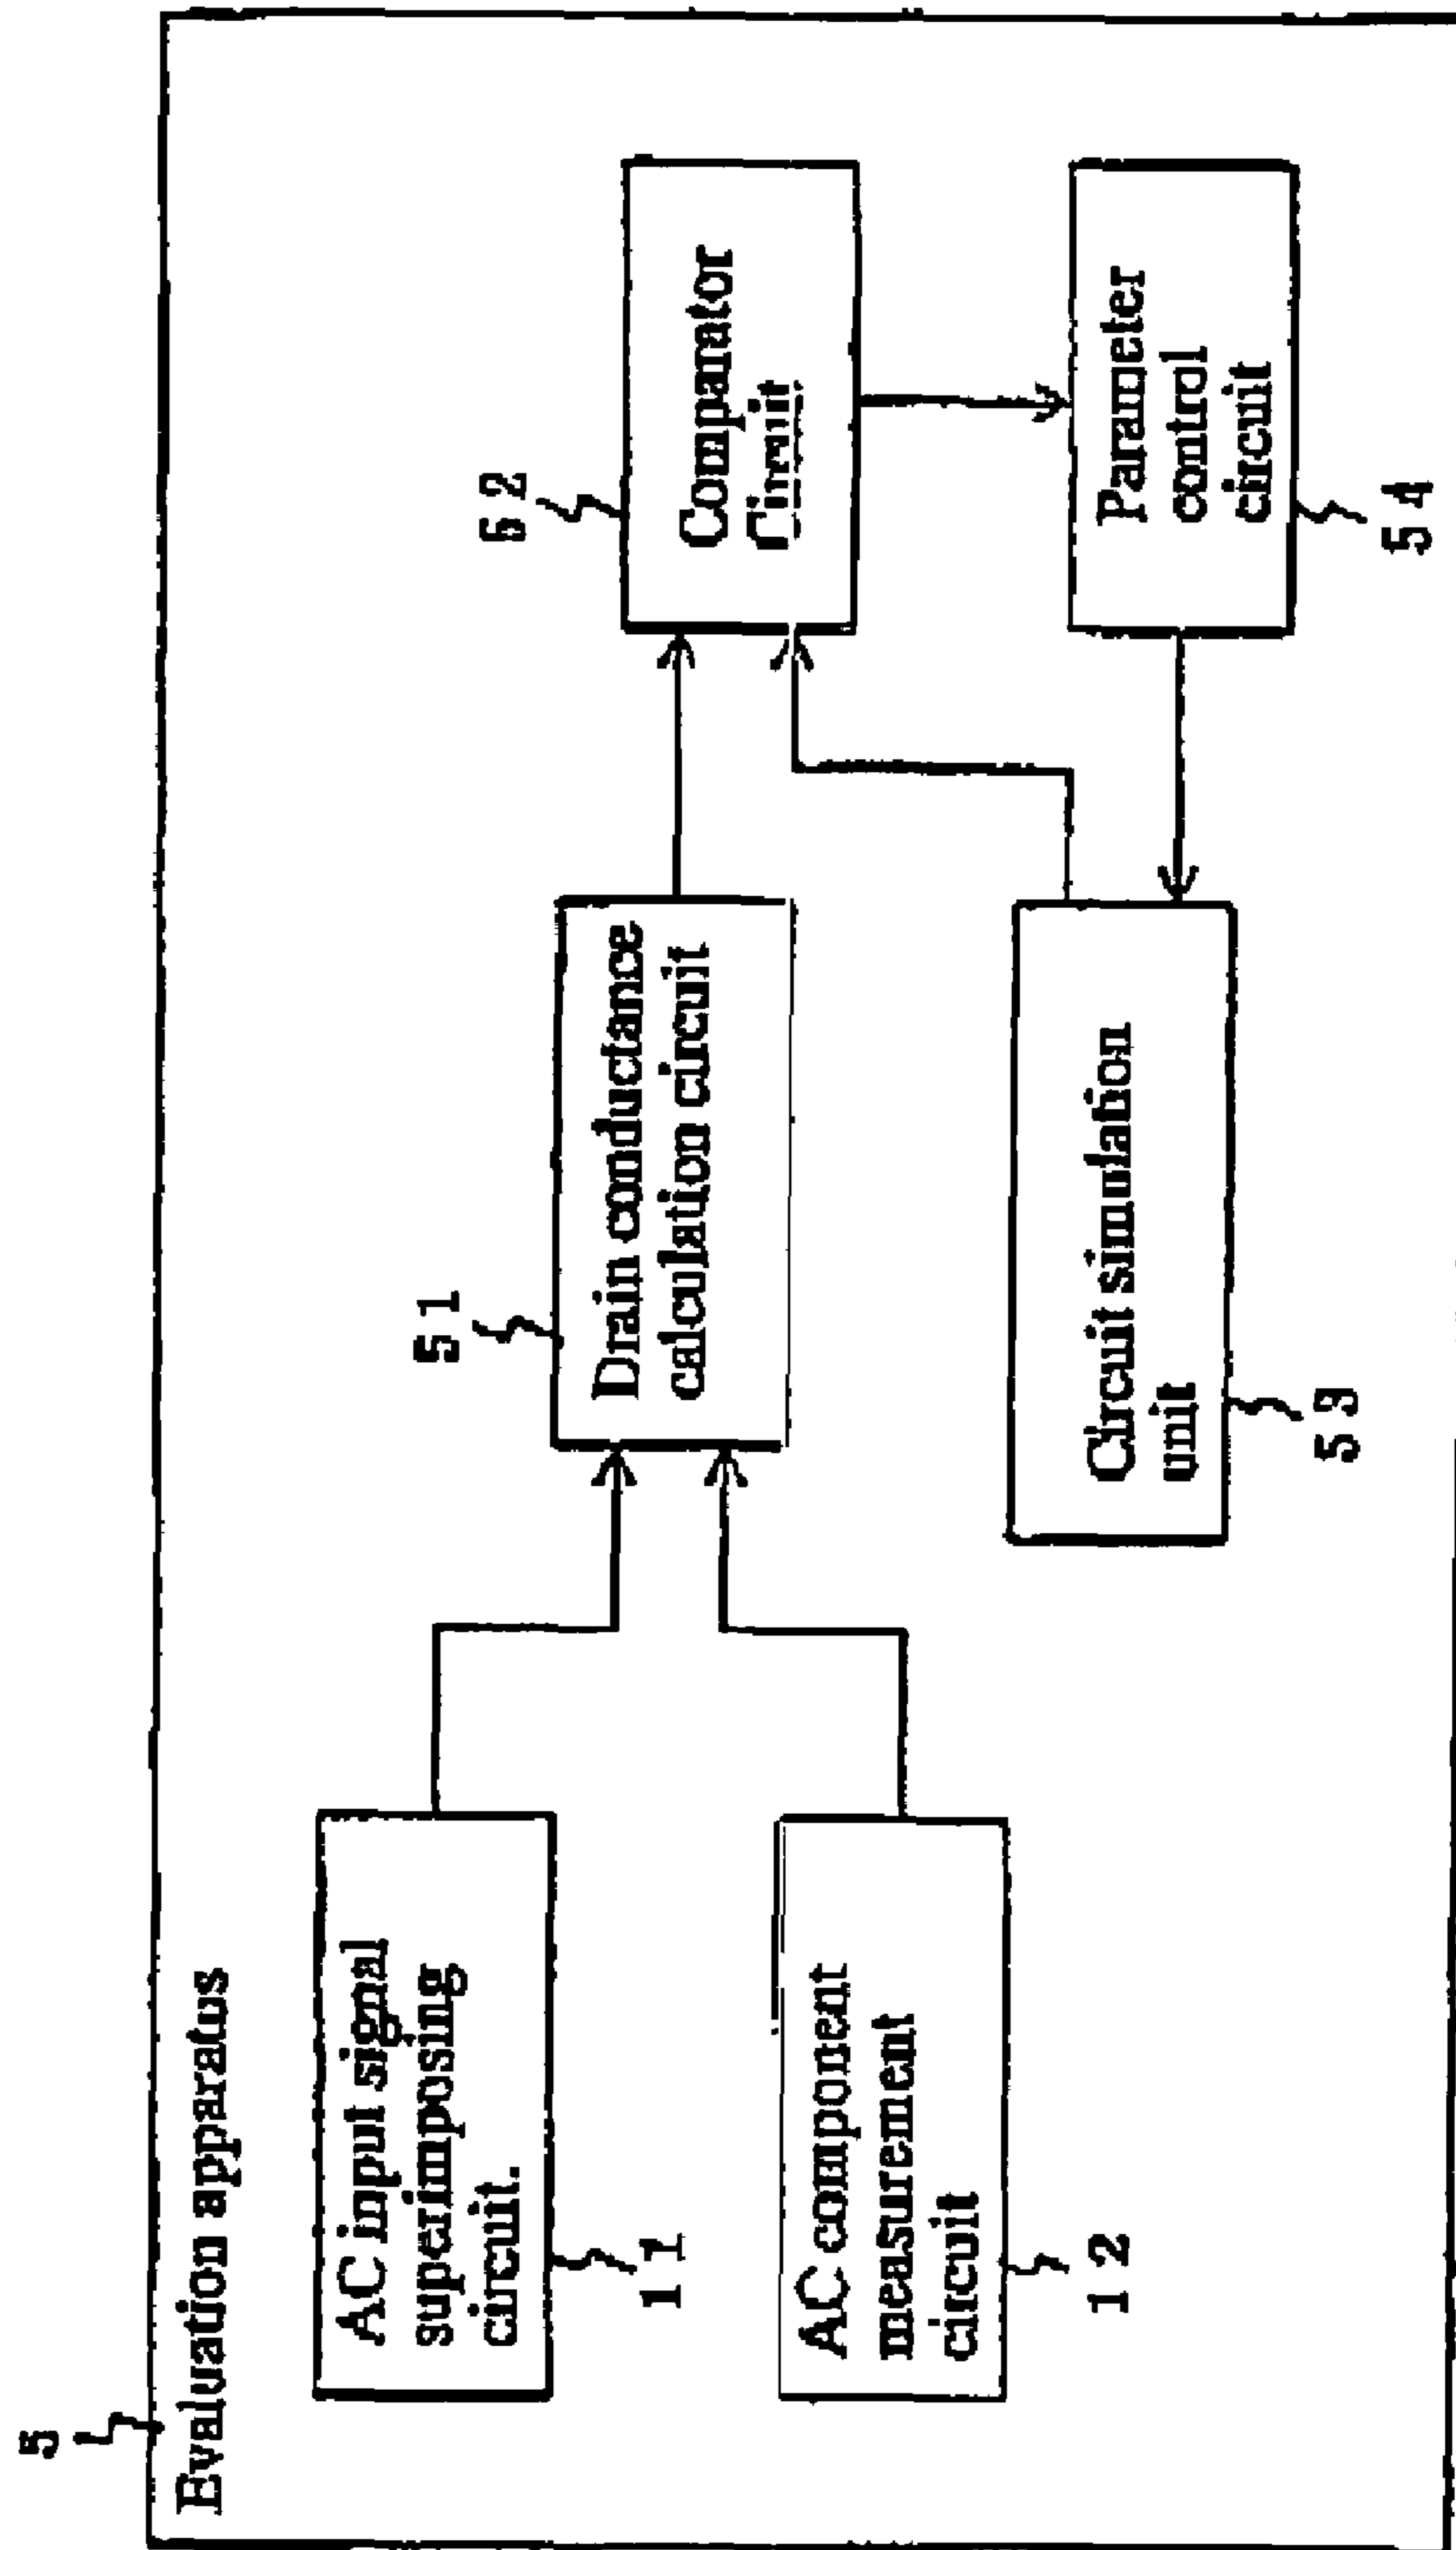 5
Evaluation apparatus
AC input signal
superimposing
circuit.
11
AC component
measurement
circuit
12
51
Drain conductance
calculation circuit
Circuit simulation
unit
53
52
Comparator
Circuit
Parameter
control
circuit
54